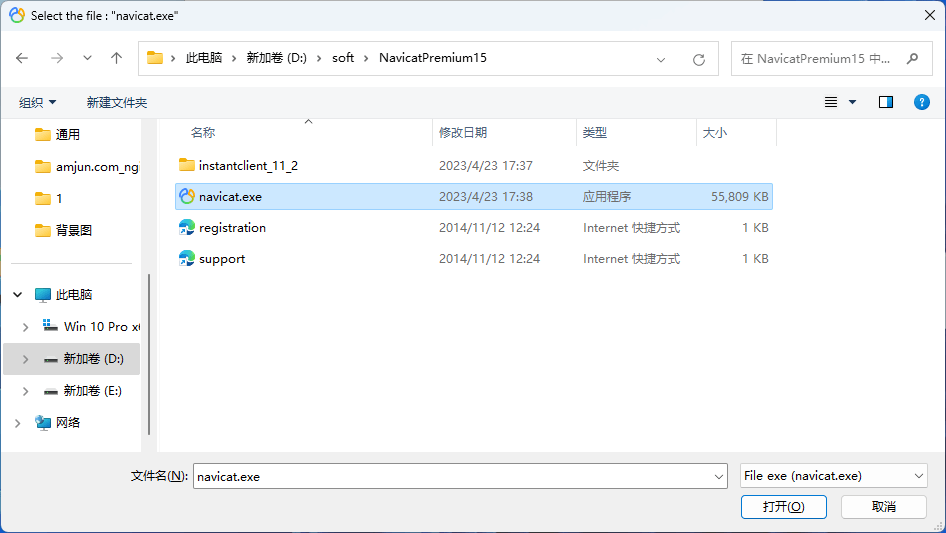 Select the file : "navicat.exe"
此电脑 新加卷 (D:) soft NavicatPremium15
在 NavicatPremium15 中...
组织 新建文件夹
名称 修改日期 类型 大小
通用
amjun.com_ng
1
背景图
此电脑
Win 10 Pro x
新加卷 (D:)
新加卷 (E:)
网络
instantclient_11_2 2023/4/23 17:37 文件夹
navicat.exe 2023/4/23 17:38 应用程序 55,809 KB
registration 2014/11/12 12:24 Internet 快捷方式 1 KB
support 2014/11/12 12:24 Internet 快捷方式 1 KB
文件名(N): navicat.exe File exe (navicat.exe)
打开(O) 取消